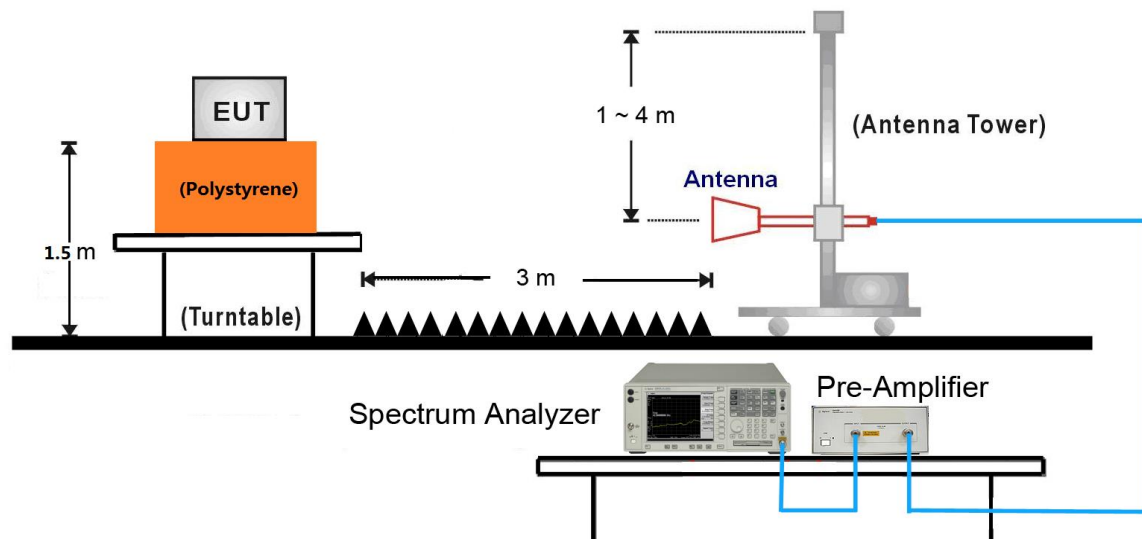 EUT
(Polystyrene)
1.5 m
(Turntable)
3 m
1 ~ 4 m
Antenna
(Antenna Tower)
Spectrum Analyzer
Pre-Amplifier